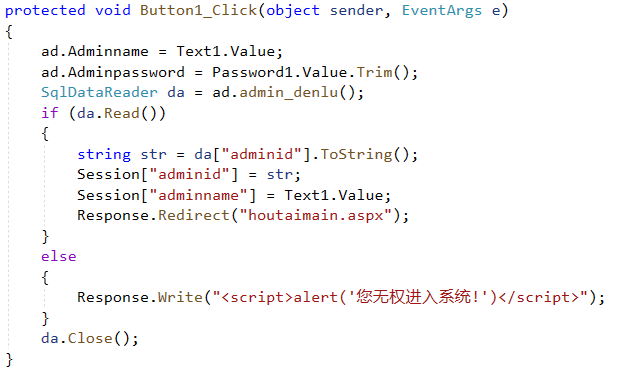 protected void Button1_Click(object sender, EventArgs e)
{
    ad.Adminname = Text1.Value;
    ad.Adminpassword = Password1.Value.Trim();
    SqlDataReader da = ad.admin_denlu();
    if (da.Read())
    {
        string str = da["adminid"].ToString();
        Session["adminid"] = str;
        Session["adminname"] = Text1.Value;
        Response.Redirect("houtaimain.aspx");
    }
    else
    {
        Response.Write("<script>alert('您无权进入系统!')</script>");
    }
    da.Close();
}